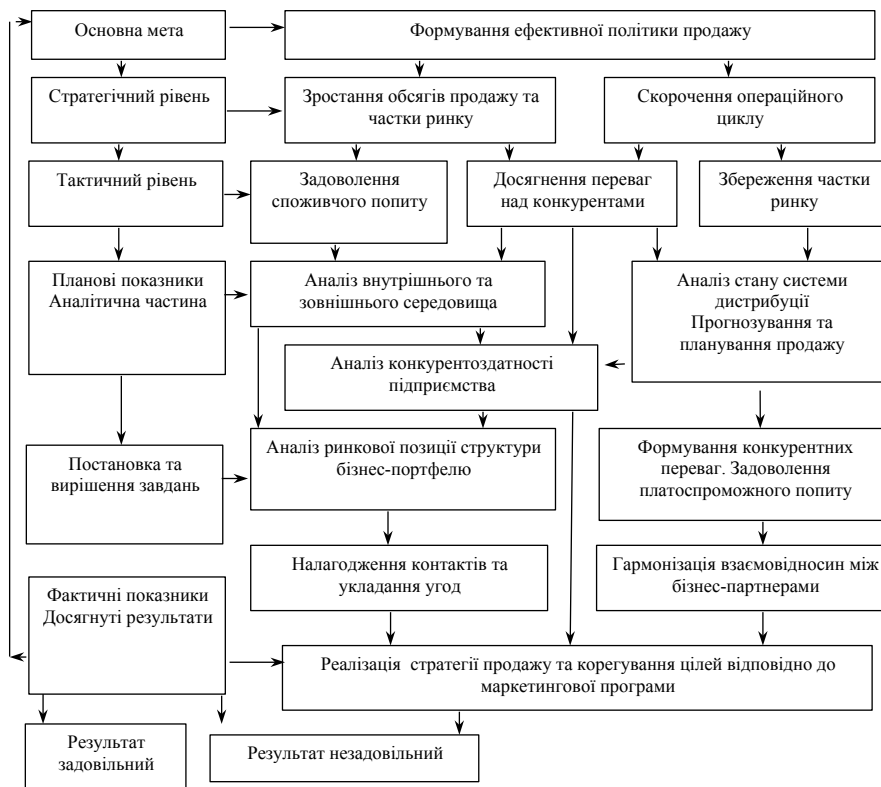 Основна мета
Формування ефективної політики продажу
Стратегічний рівень
Зростання обсягів продажу та
частки ринку
Скорочення операційного
циклу
Тактичний рівень
Задоволення
споживчого попиту
Досягнення переваг
над конкурентами
Збереження частки
ринку
Планові показники
Аналітична частина
Аналіз внутрішнього та
зовнішнього середовища
Аналіз стану системи
дистрибуції
Прогнозування та
планування продажу
Аналіз конкурентоздатності
підприємства
Постановка та
вирішення завдань
Аналіз ринкової позиції структури
бізнес-портфелю
Формування конкурентних
переваг. Задоволення
платоспроможного попиту
Налагодження контактів та
укладання угод
Гармонізація взаємовідносин між
бізнес-партнерами
Фактичні показники
Досягнуті результати
Реалізація стратегії продажу та корегування цілей відповідно до
маркетингової програми
Результат
задовільний
Результат незадовільний